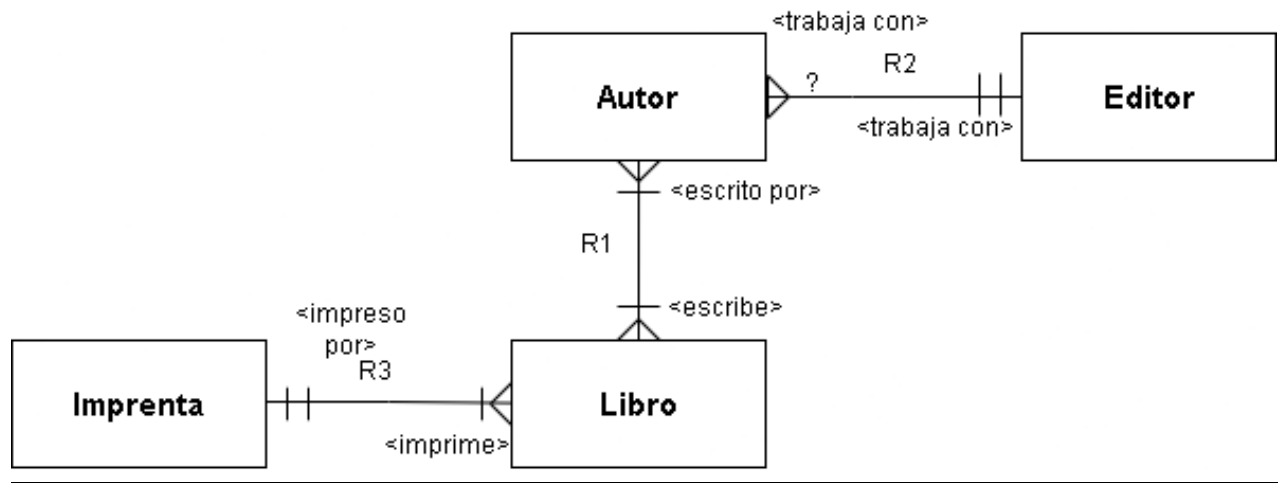 <trabaja con>
R2
Autor
?
Editor
<trabaja con>
<escrito por>
R1
<escribe>
<impreso
por>
R3
Imprenta
Libro
<imprime>